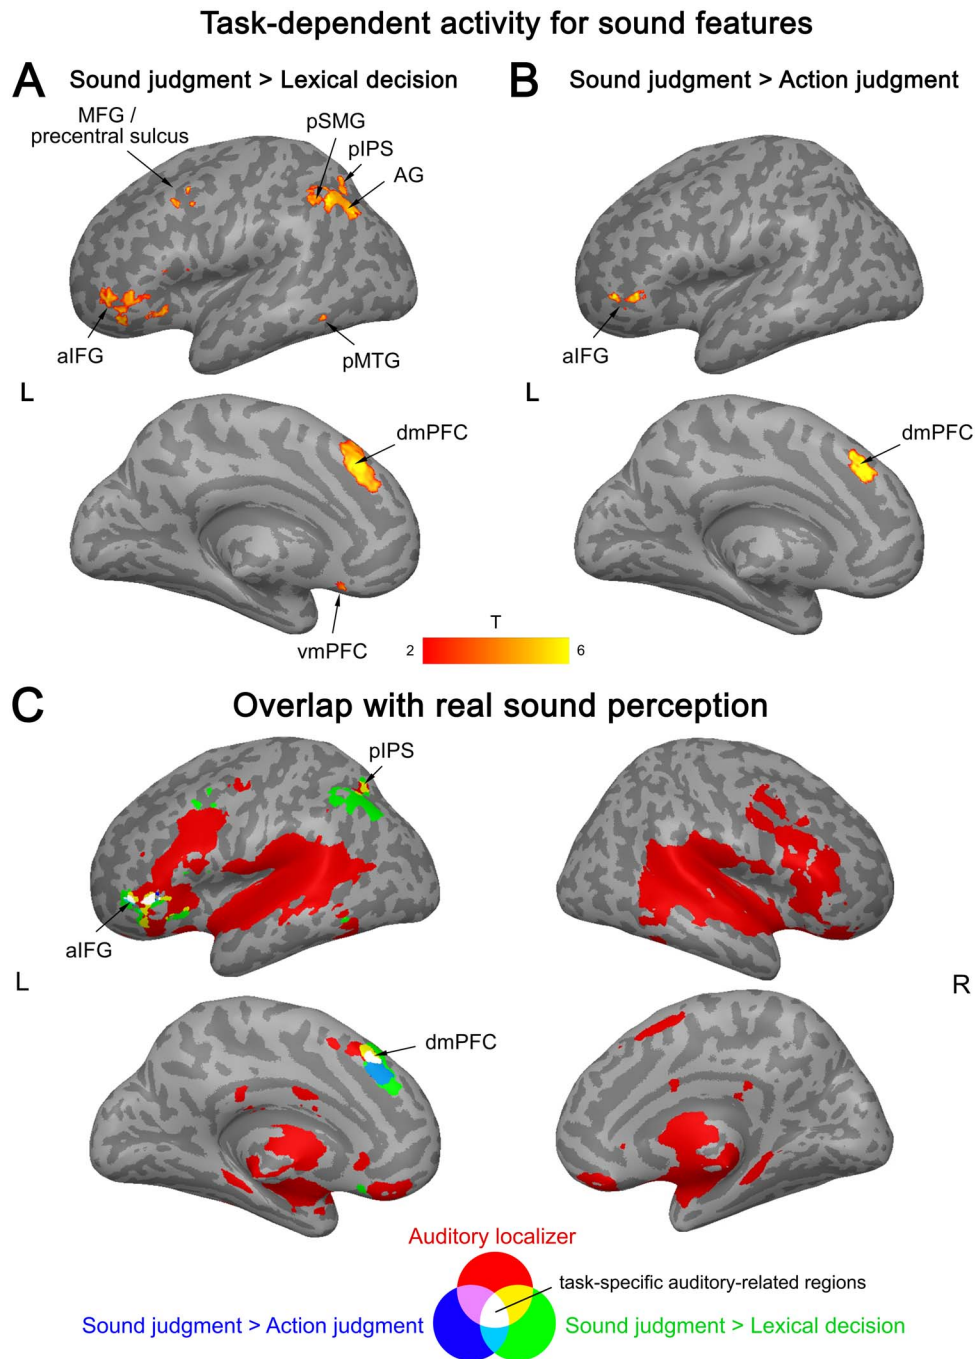 Task-dependent activity for sound features
A Sound judgment > Lexical decision
B Sound judgment > Action judgment
MFG /
precentral sulcus
pSMG
pIPS
AG
aIFG
pMTG
aIFG
L
L
dmPFC
dmPFC
vmPFC
T
2 6
C Overlap with real sound perception
pIPS
aIFG
L
R
dmPFC
Auditory localizer
task-specific auditory-related regions
Sound judgment > Action judgment
Sound judgment > Lexical decision